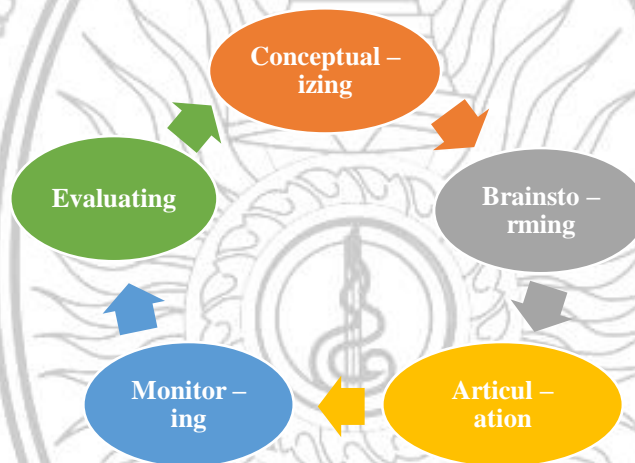 Conceptual –
izing
Brainsto –
rming
Articul –
ation
Monitor –
ing
Evaluating